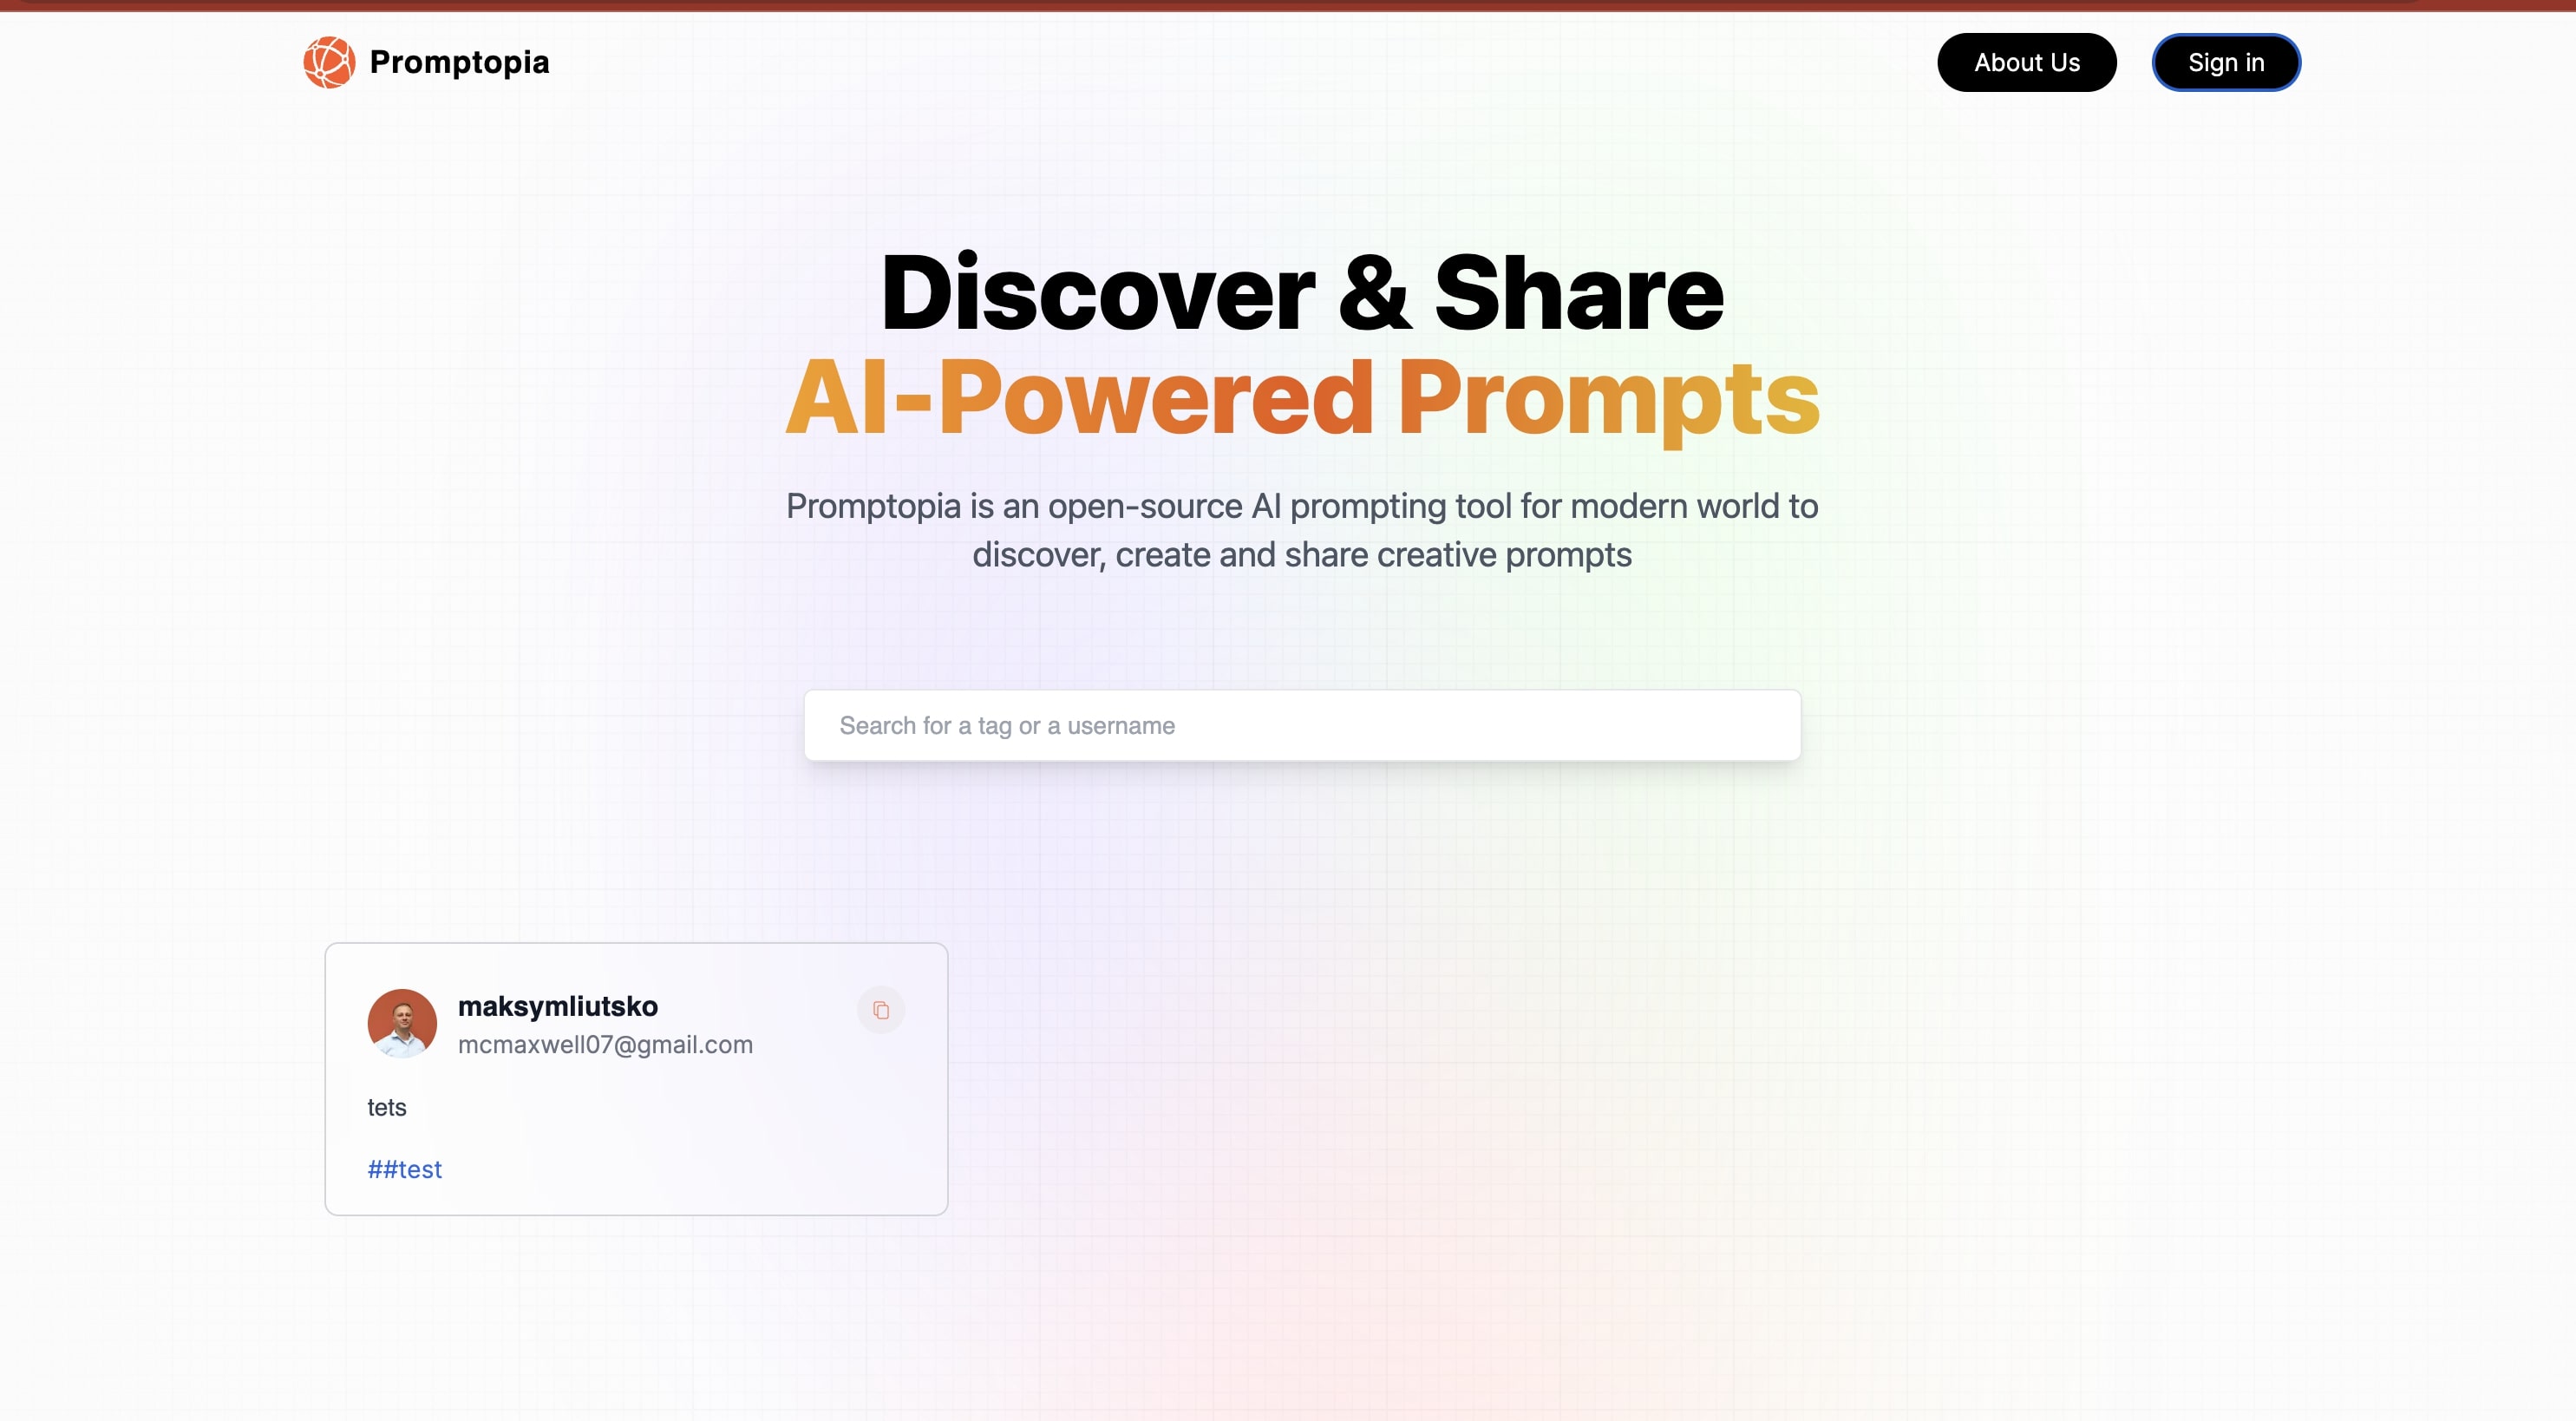 Promptopia
About Us
Sign in
Discover & Share
AI-Powered Prompts
Promptopia is an open-source AI prompting tool for modern world to
discover, create and share creative prompts
Search for a tag or a username
maksymliutsko
mcmaxwell07@gmail.com
tets
##test